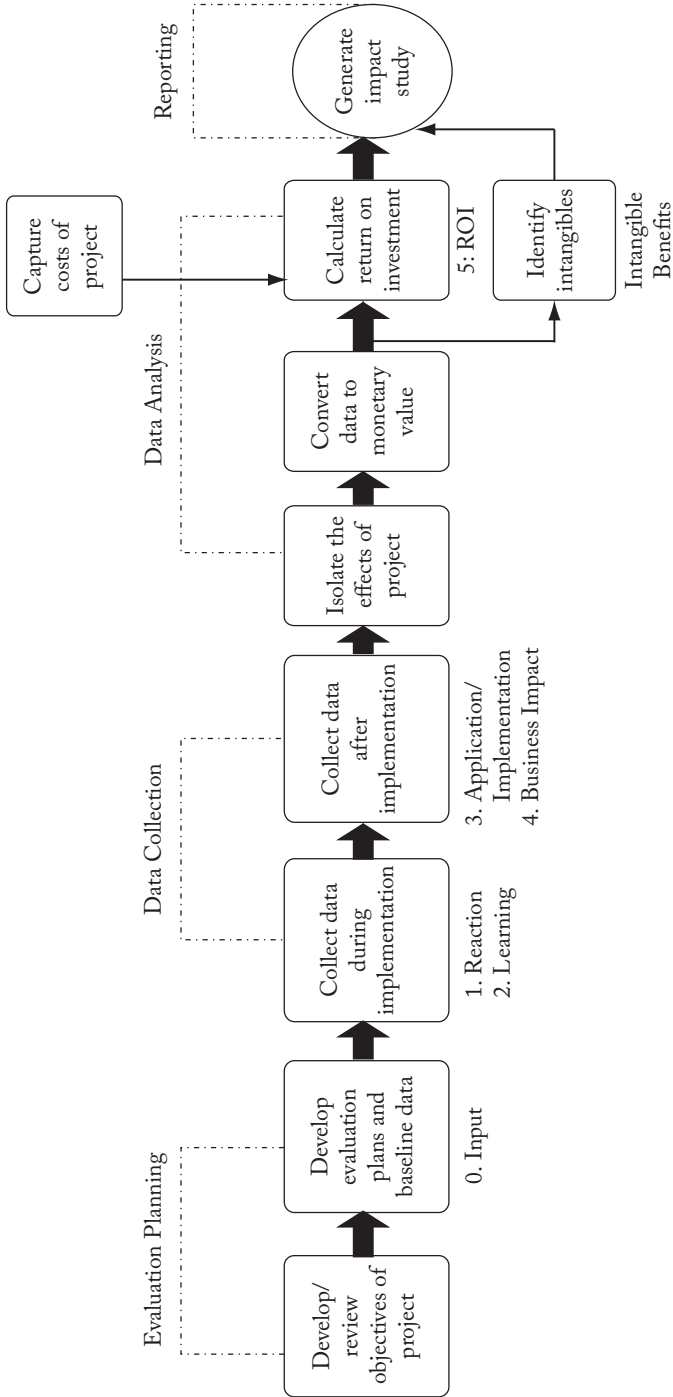 Evaluation Planning
Develop/
review
objectives of
project
Develop
evaluation
plans and
baseline data
0. Input
Data Collection
Collect data
during
implementation
1. Reaction
2. Learning
Collect data
after
implementation
3. Application/
Implementation
4. Business Impact
Data Analysis
Isolate the
effects of
project
Convert
data to
monetary
value
Capture
costs of
project
Calculate
return on
investment
5: ROI
Identify
intangibles
Intangible
Benefits
Reporting
Generate
impact
study